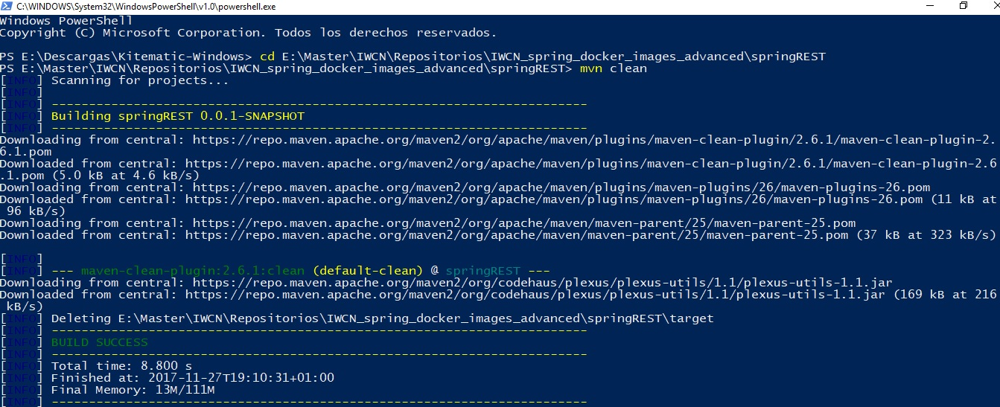 C:\WINDOWS\System32\WindowsPowerShell\v1.0\powershell.exe
Windows PowerShell
Copyright (C) Microsoft Corporation. Todos los derechos reservados.
PS E:\Descargas\Kitematic-Windows> cd E:\Master\IWCN\Repositorios\IWCN_spring_docker_images_advanced\springREST
PS E:\Master\IWCN\Repositorios\IWCN_spring_docker_images_advanced\springREST> mvn clean
[INFO] Scanning for projects...
[INFO]
[INFO] ------------------------------------------------------------------------
[INFO] Building springREST 0.0.1-SNAPSHOT
[INFO] ------------------------------------------------------------------------
Downloading from central: https://repo.maven.apache.org/maven2/org/apache/maven/plugins/maven-clean-plugin/2.6.1/maven-clean-plugin-2.
6.1.pom
Downloaded from central: https://repo.maven.apache.org/maven2/org/apache/maven/plugins/maven-clean-plugin/2.6.1/maven-clean-plugin-2.6
.1.pom (5.0 kB at 4.6 kB/s)
Downloading from central: https://repo.maven.apache.org/maven2/org/apache/maven/plugins/maven-plugins/26/maven-plugins-26.pom
Downloaded from central: https://repo.maven.apache.org/maven2/org/apache/maven/plugins/maven-plugins/26/maven-plugins-26.pom (11 kB at
 96 kB/s)
Downloading from central: https://repo.maven.apache.org/maven2/org/apache/maven/maven-parent/25/maven-parent-25.pom
Downloaded from central: https://repo.maven.apache.org/maven2/org/apache/maven/maven-parent/25/maven-parent-25.pom (37 kB at 323 kB/s)
[INFO]
[INFO] --- maven-clean-plugin:2.6.1:clean (default-clean) @ springREST ---
Downloading from central: https://repo.maven.apache.org/maven2/org/codehaus/plexus/plexus-utils/1.1/plexus-utils-1.1.jar
Downloaded from central: https://repo.maven.apache.org/maven2/org/codehaus/plexus/plexus-utils/1.1/plexus-utils-1.1.jar (169 kB at 216
 kB/s)
[INFO] Deleting E:\Master\IWCN\Repositorios\IWCN_spring_docker_images_advanced\springREST\target
[INFO] ------------------------------------------------------------------------
[INFO] BUILD SUCCESS
[INFO] ------------------------------------------------------------------------
[INFO] Total time: 8.800 s
[INFO] Finished at: 2017-11-27T19:10:31+01:00
[INFO] Final Memory: 13M/111M
[INFO] ------------------------------------------------------------------------